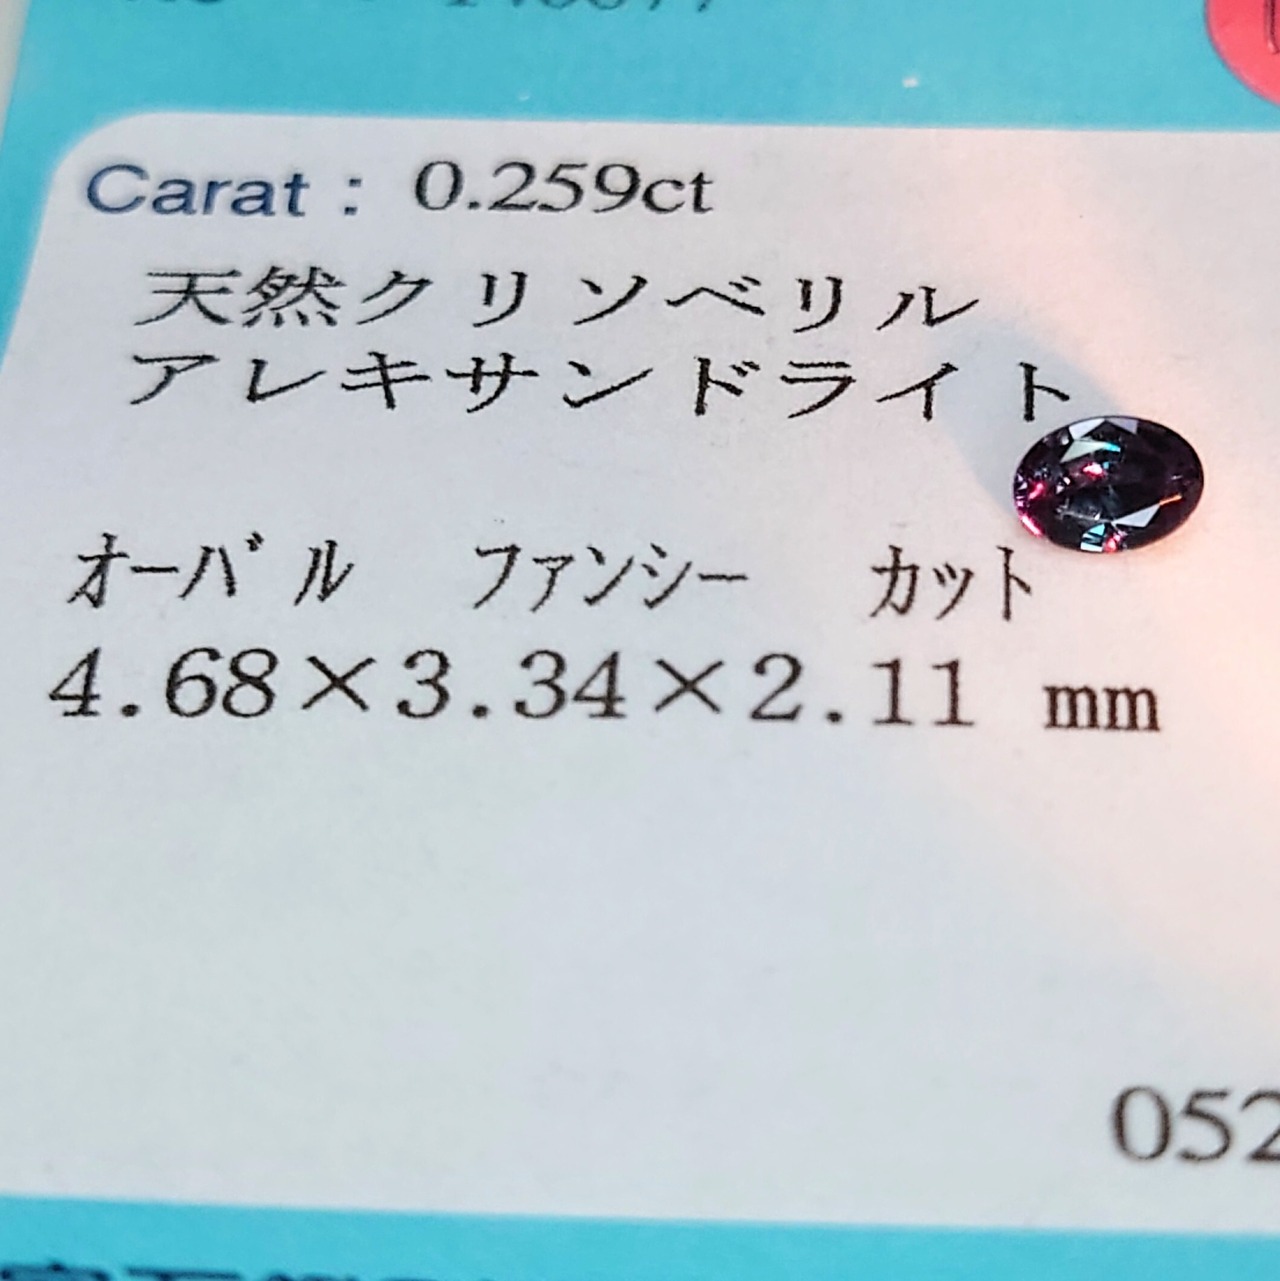 Carat : 0.259ct
天然クリソベリル
アレキサンドライト
オーバル ファンシー カット
4.68×3.34×2.11 mm
052